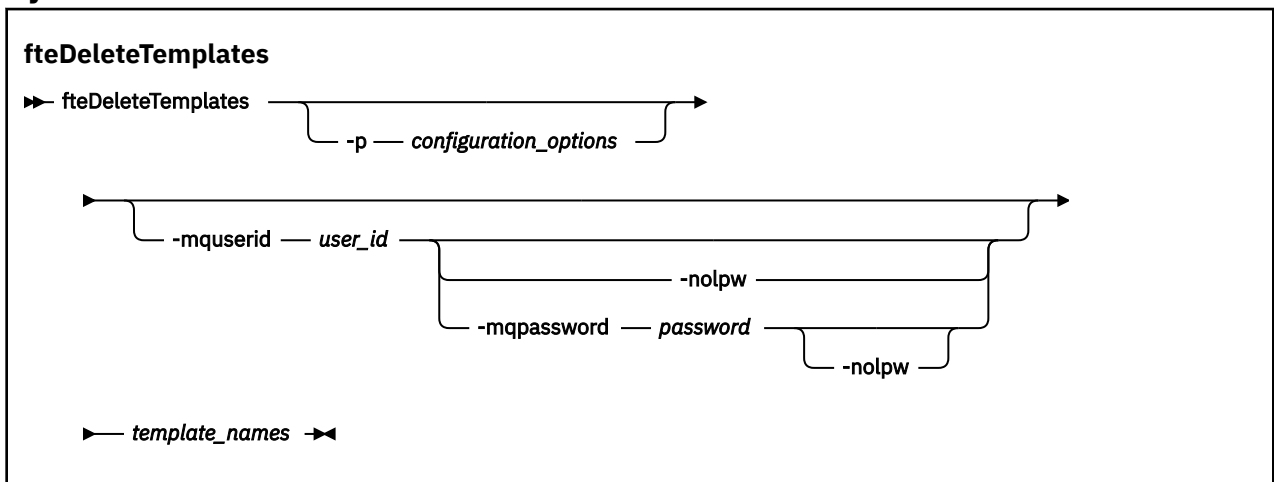 fteDeleteTemplates
fteDeleteTemplates
-p configuration_options
-mquserid user_id
-nolpw
-mqpassword password
-nolpw
template_names